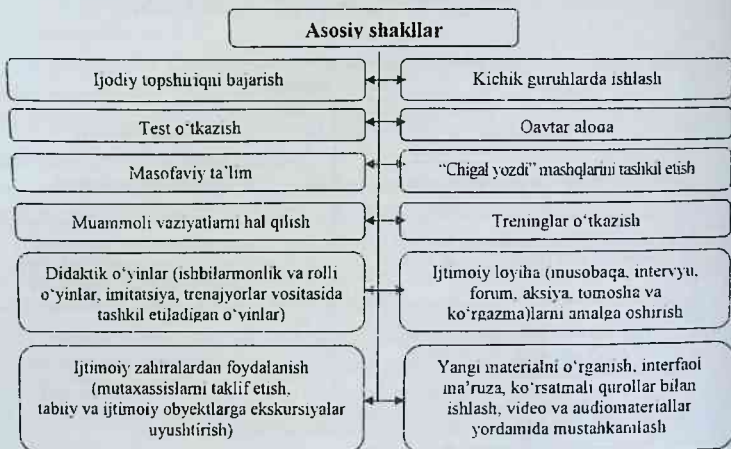 Asosiy shakllar
Ijodiy topshiriqni bajarish
Kichik guruhlarda ishlash
Test o‘tkazish
Qavtar aloqa
Masofaviy ta’lim
“Chigal yozdi” mashqlarini tashkil etish
Muammoli vaziyatlarni hal qilish
Treninglar o‘tkazish
Didaktik o‘yinlar (ishbilarmonlik va rolli
o‘yinlar, imitatsiya, trenajyorlar vositasida
tashkil etiladigan o‘yinlar)
Ijtimoiy loyiha (musobaqa, intervyu,
forum, aksiya, tomosha va
ko‘rgazma)larni amalga oshirish
Ijtimoiy zahiralardan foydalanish
(mutaxassislarni taklif etish,
tabiiy va ijtimoiy obyektlarga ekskursiyalar
uyushtirish)
Yangi materialni o‘rganish, interfaol
ma’ruza, ko‘rsatmali qurollar bilan
ishlash, video va audiomateriallar
yordamida mustahkamlash